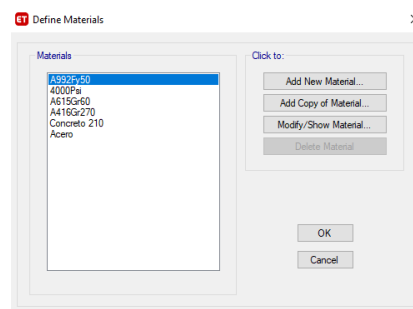 ET Define Materials
Materials
A992Fy50
4000Psi
A615Gr60
A416Gr270
Concreto 210
Acero
Click to:
Add New Material...
Add Copy of Material...
Modify/Show Material...
Delete Material
OK
Cancel